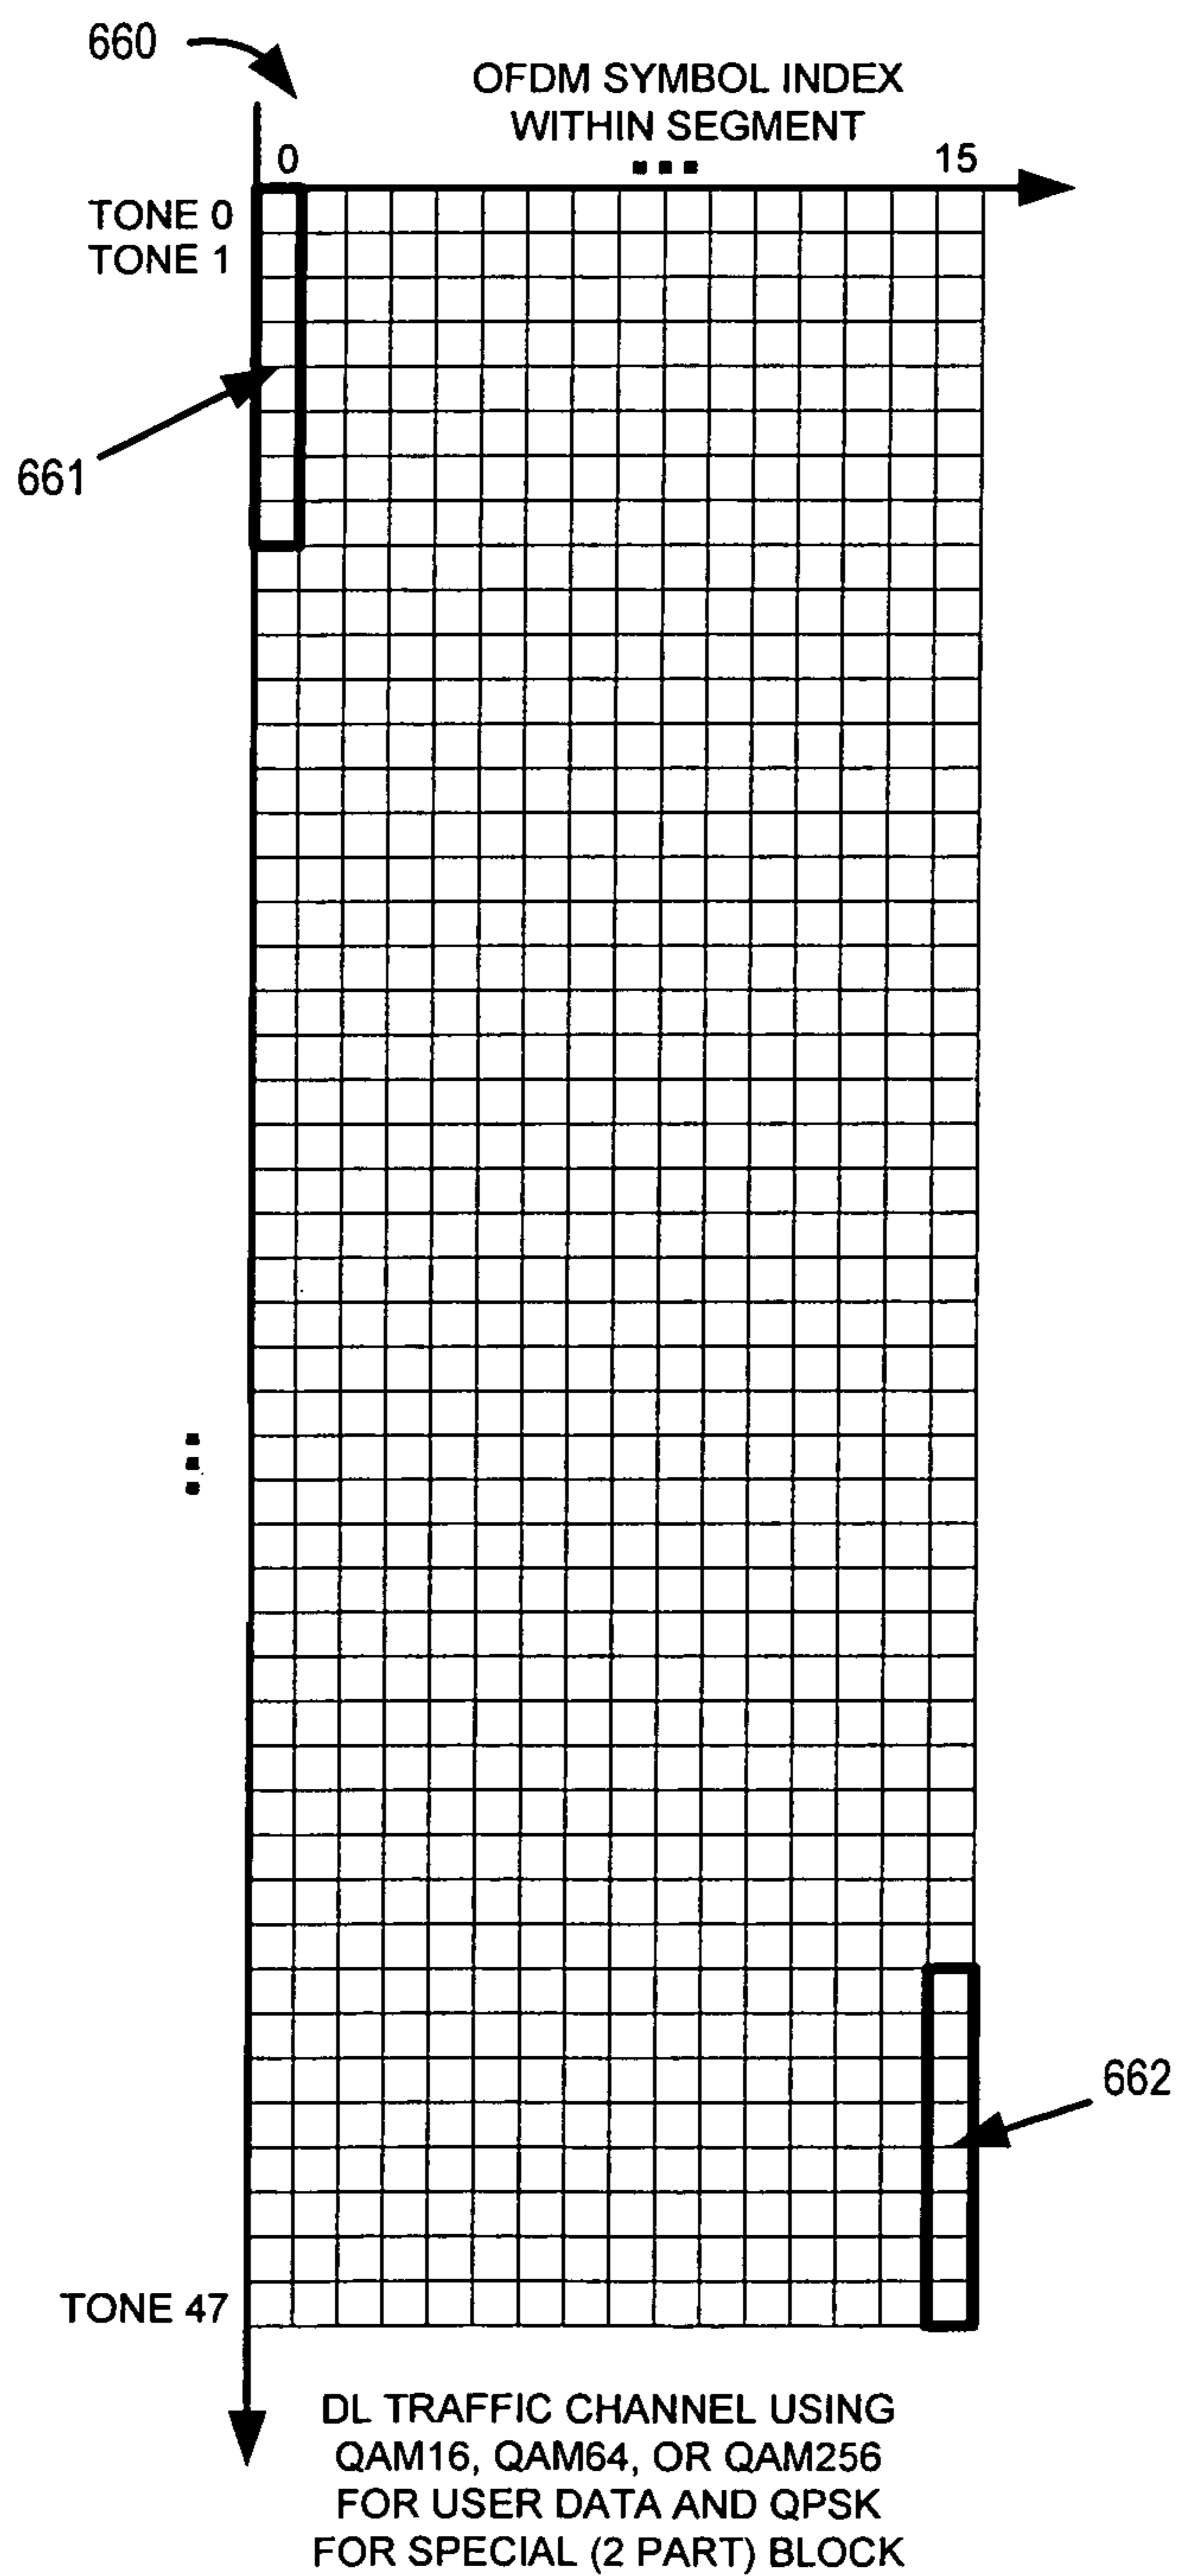 660
OFDM SYMBOL INDEX
WITHIN SEGMENT
0 ... 15
TONE 0
TONE 1
661
...
662
TONE 47
DL TRAFFIC CHANNEL USING
QAM16, QAM64, OR QAM256
FOR USER DATA AND QPSK
FOR SPECIAL (2 PART) BLOCK